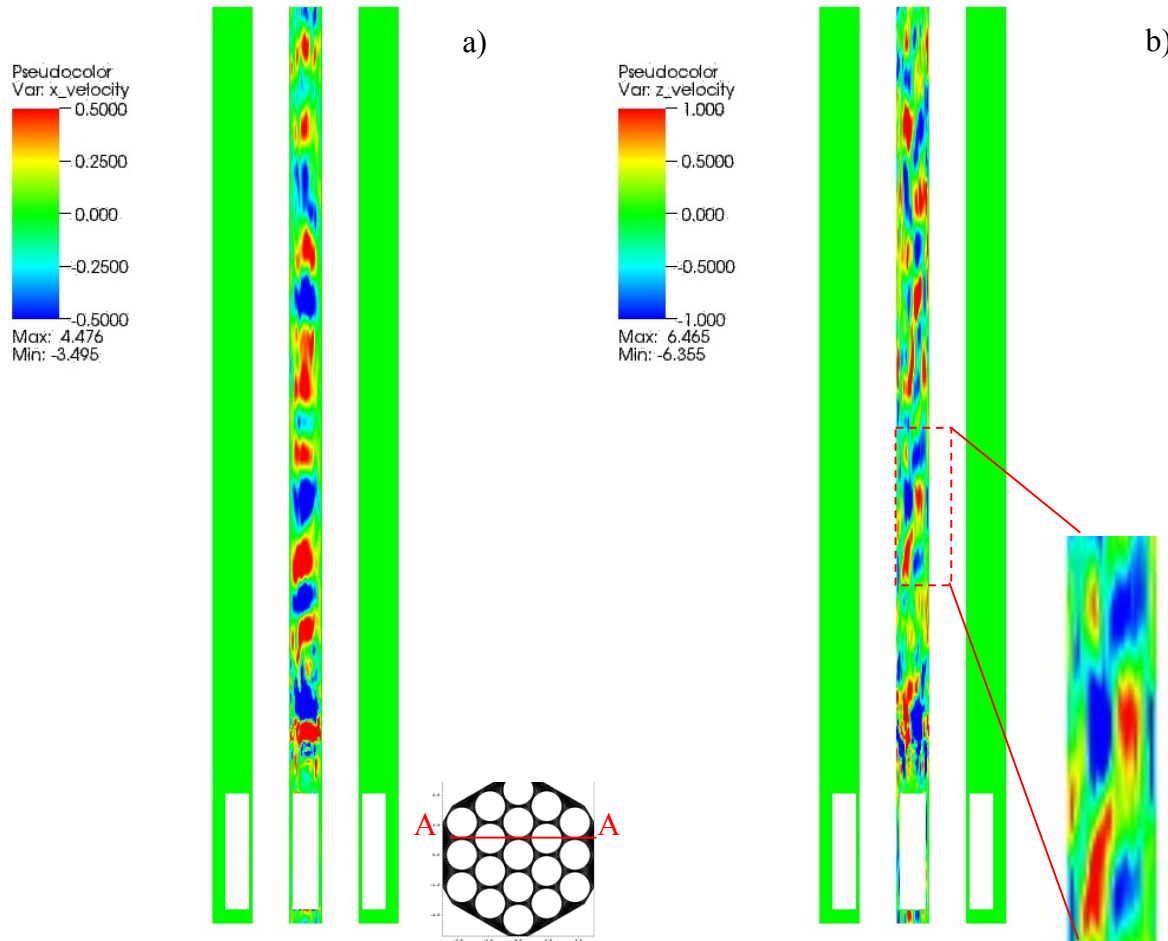 a)
Pseudocolor
Var: x_velocity
0.5000
0.2500
0.000
-0.2500
-0.5000
Max: 4.476
Min: -3.495
b)
Pseudocolor
Var: z_velocity
1.000
0.5000
0.000
-0.5000
-1.000
Max: 6.465
Min: -6.355
A A